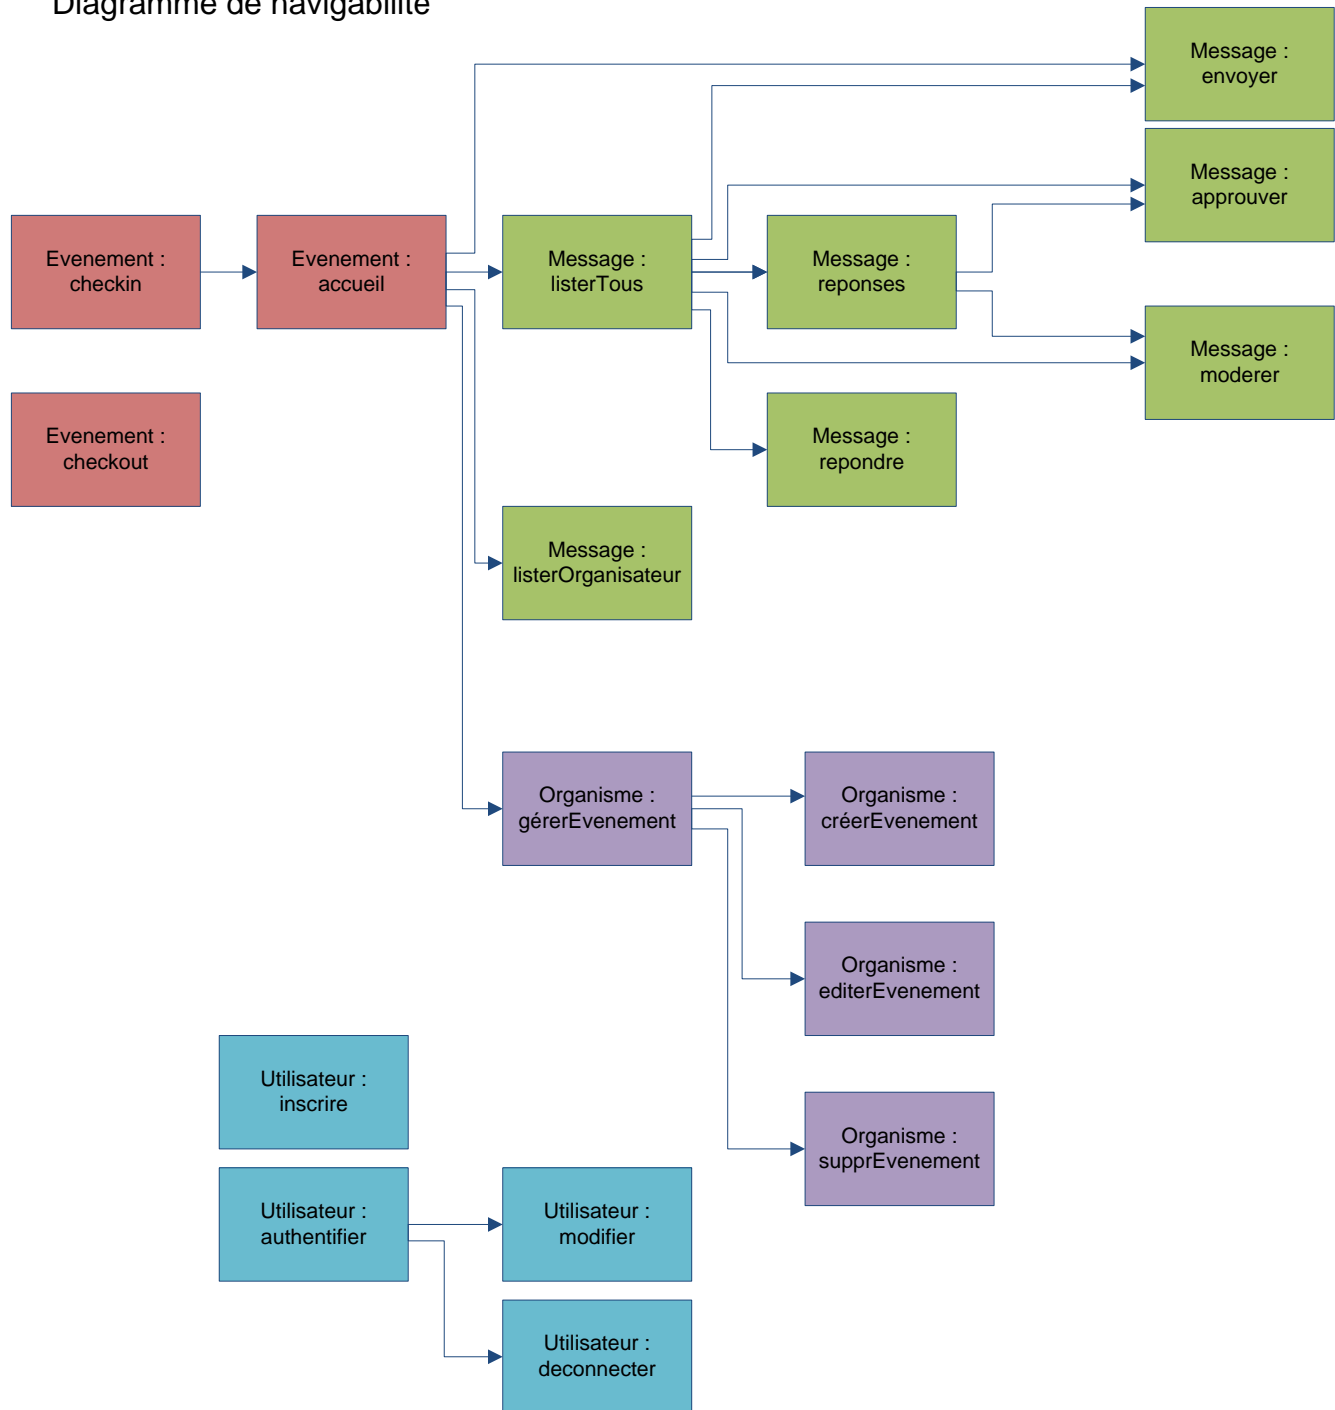 Diagramme de navigabilité
Message :
envoyer
Message :
approuver
Evenement :
checkin
Evenement :
accueil
Message :
listerTous
Message :
reponses
Message :
moderer
Evenement :
checkout
Message :
repondre
Message :
listerOrganisateur
Organisme :
gérerEvenement
Organisme :
créerEvenement
Organisme :
editerEvenement
Utilisateur :
inscrire
Organisme :
supprEvenement
Utilisateur :
authentifier
Utilisateur :
modifier
Utilisateur :
deconnecter